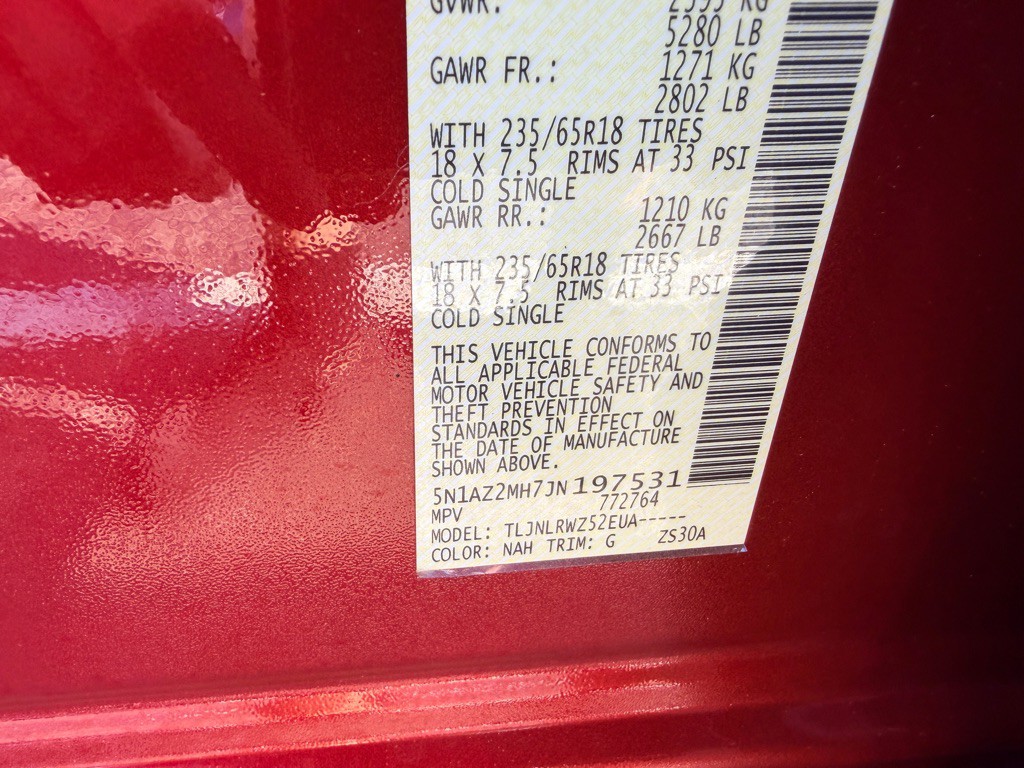 GVWR: 2395 KG
5280 LB
GAWR FR.: 1271 KG
2802 LB
WITH 235/65R18 TIRES
18 X 7.5 RIMS AT 33 PSI
COLD SINGLE
GAWR RR.: 1210 KG
2667 LB
WITH 235/65R18 TIRES
18 X 7.5 RIMS AT 33 PSI
COLD SINGLE
THIS VEHICLE CONFORMS TO
ALL APPLICABLE FEDERAL
MOTOR VEHICLE SAFETY AND
THEFT PREVENTION
STANDARDS IN EFFECT ON
THE DATE OF MANUFACTURE
SHOWN ABOVE.
5N1AZ2MH7JN197531
MPV 772764
MODEL: TLJNLRWZ52EUA-----
COLOR: NAH TRIM: G ZS30A